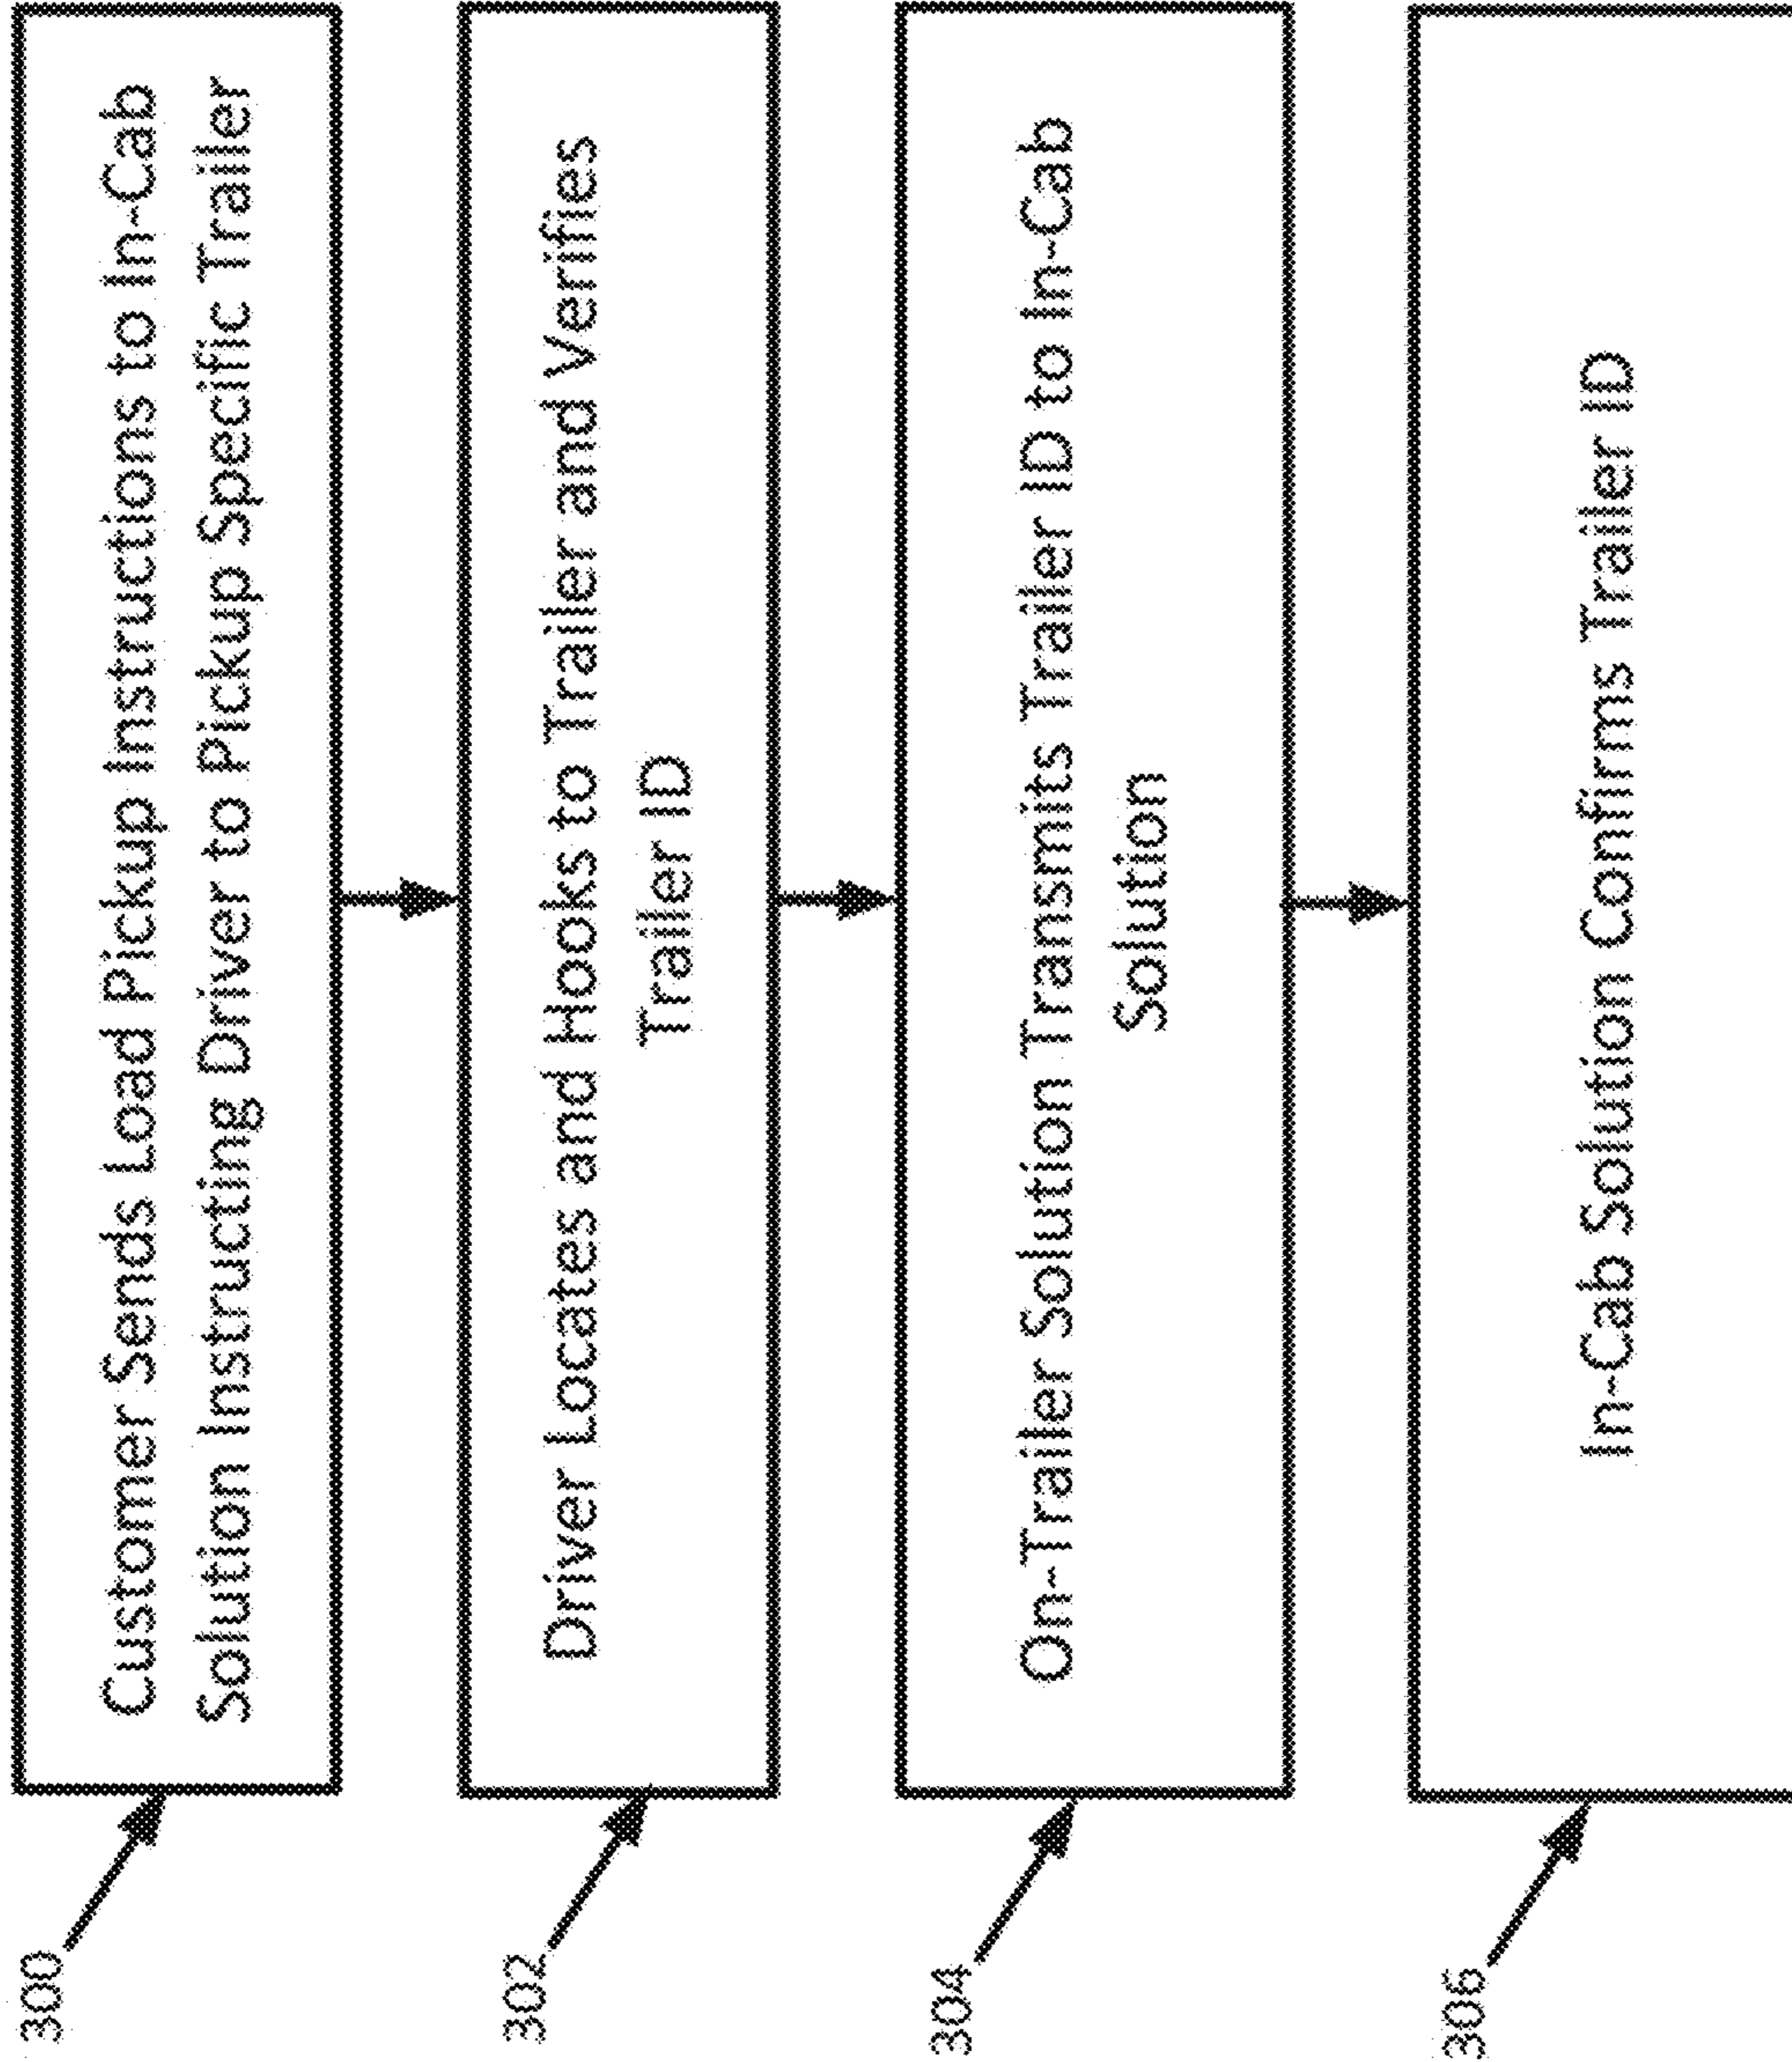 300
Customer Sends Load Pickup Instructions to In-Cab
Solution Instructing Driver to Pickup Specific Trailer
302
Driver Locates and Hooks to Trailer and Verifies
Trailer ID
304
On-Trailer Solution Transmits Trailer ID to In-Cab
Solution
306
In-Cab Solution Confirms Trailer ID